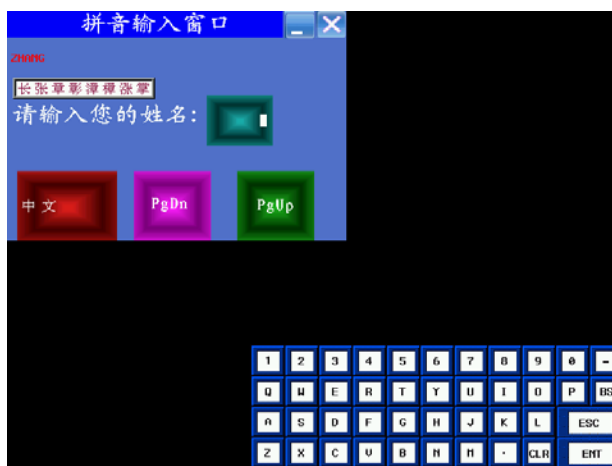 拼音输入窗口
ZHANG
长张章彰漳樟涨掌
请输入您的姓名:
中文 PgDn PgUp
1 2 3 4 5 6 7 8 9 0 -
Q W E R T Y U I O P BS
A S D F G H J K L ESC
Z X C V B N M . CLR ENT